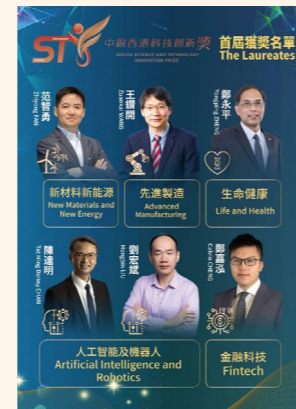 中銀香港科技創新獎
BOCHK SCIENCE AND TECHNOLOGY
INNOVATION PRIZE
首屆獲獎名單
The Laureates
范智勇
Zhiyong FAN
王鑽開
Zuankai WANG
鄭永平
Yongping ZHENG
新材料新能源
New Materials and
New Energy
先進製造
Advanced
Manufacturing
生命健康
Life and Health
陳達明
Tat Ming Danny CHAN
劉宏斌
Hongbin LIU
鄭嘉泓
Calvin CHENG
人工智能及機器人
Artificial Intelligence and
Robotics
金融科技
Fintech